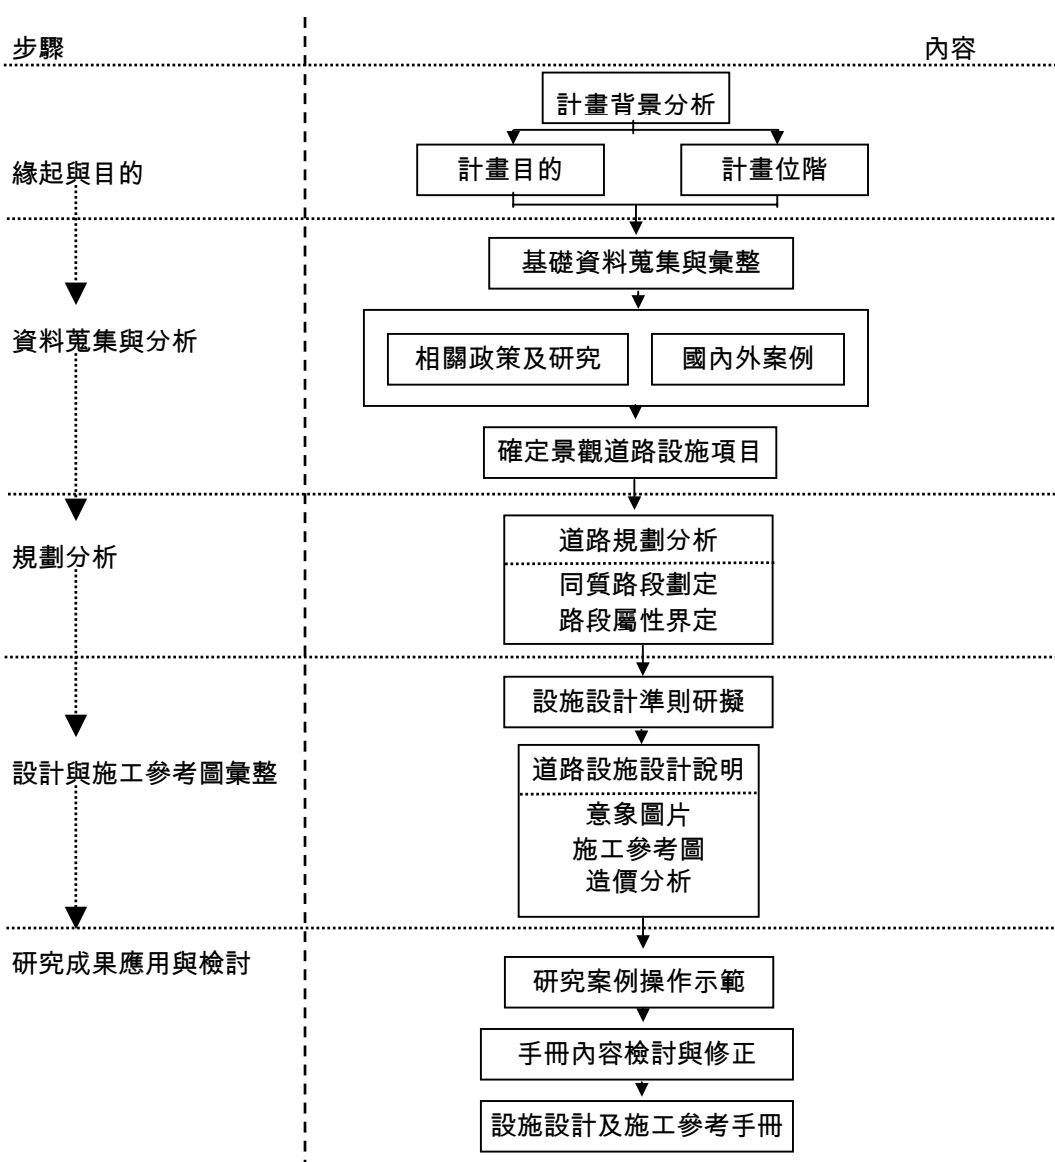 步驟
內容
計畫背景分析
緣起與目的
計畫目的
計畫位階
基礎資料蒐集與彙整
資料蒐集與分析
相關政策及研究
國內外案例
確定景觀道路設施項目
規劃分析
道路規劃分析
同質路段劃定
路段屬性界定
設施設計準則研擬
設計與施工參考圖彙整
道路設施設計說明
意象圖片
施工參考圖
造價分析
研究成果應用與檢討
研究案例操作示範
手冊內容檢討與修正
設施設計及施工參考手冊